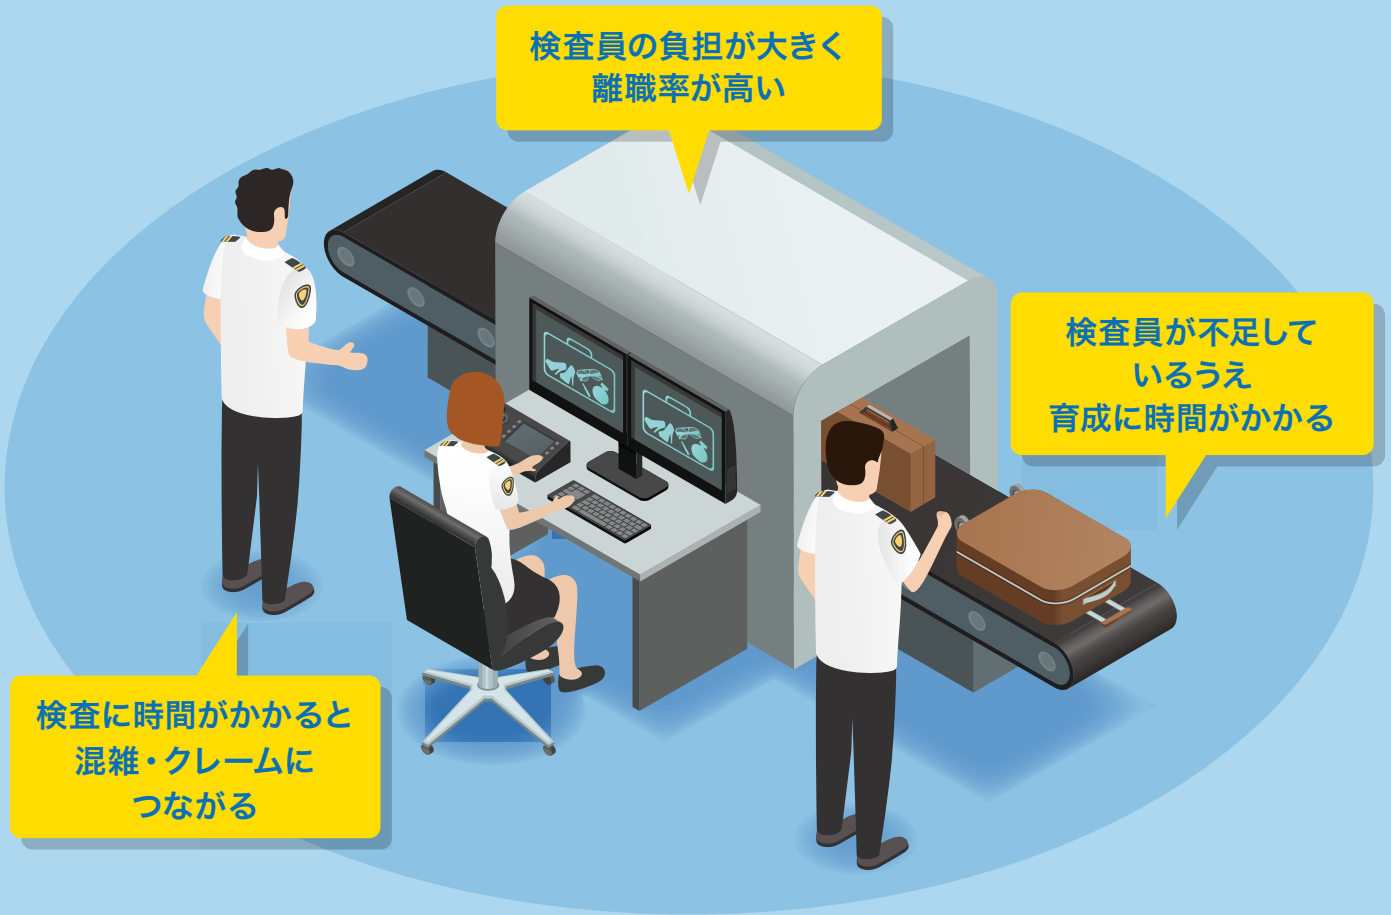 検査員の負担が大きく
離職率が高い
検査員が不足して
いるうえ
育成に時間がかかる
検査に時間がかかると
混雑・クレームに
つながる